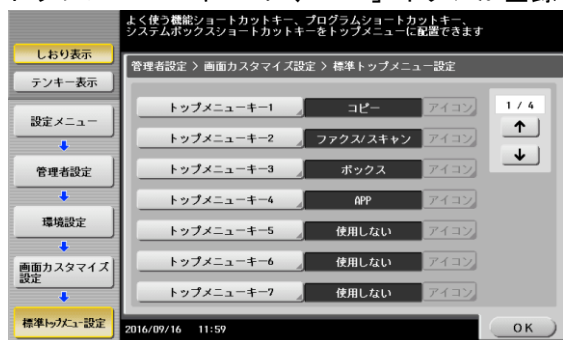 よく使う機能ショートカットキー、プログラムショートカットキー、
システムボックスショートカットキーをトップメニューに配置できます
しおり表示
テンキー表示
設定メニュー
管理者設定
環境設定
画面カスタマイズ
設定
標準トップメニュー設定
管理者設定 > 画面カスタマイズ設定 > 標準トップメニュー設定
トップメニューキー1 コピー アイコン
トップメニューキー2 ファクス/スキャン アイコン
トップメニューキー3 ボックス アイコン
トップメニューキー4 APP アイコン
トップメニューキー5 使用しない アイコン
トップメニューキー6 使用しない アイコン
トップメニューキー7 使用しない アイコン
1 / 4
↑
↓
2016/09/16 11:59
OK